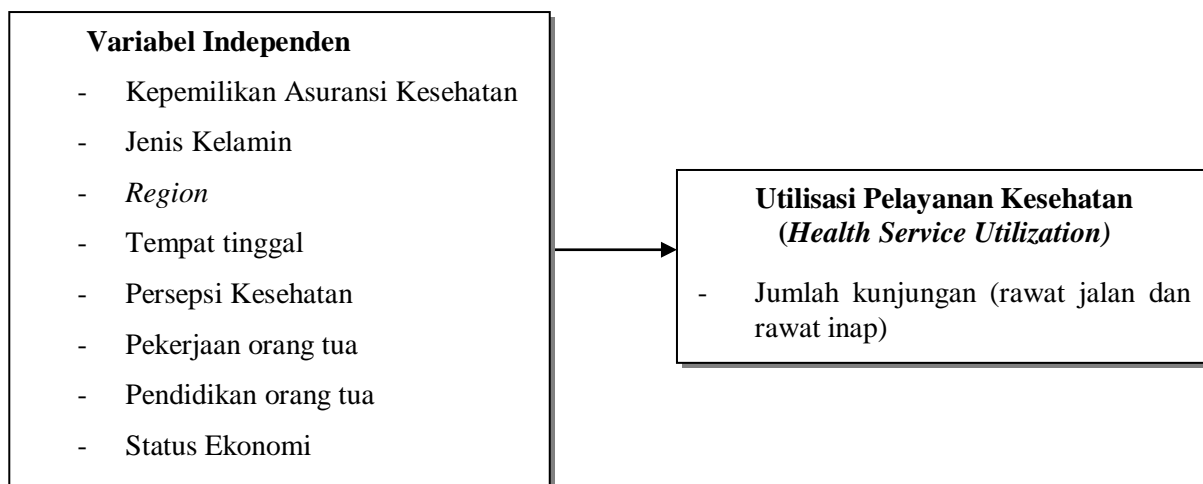 Variabel Independen
- Kepemilikan Asuransi Kesehatan
- Jenis Kelamin
- Region
- Tempat tinggal
- Persepsi Kesehatan
- Pekerjaan orang tua
- Pendidikan orang tua
- Status Ekonomi
Utilisasi Pelayanan Kesehatan
(Health Service Utilization)
- Jumlah kunjungan (rawat jalan dan
rawat inap)